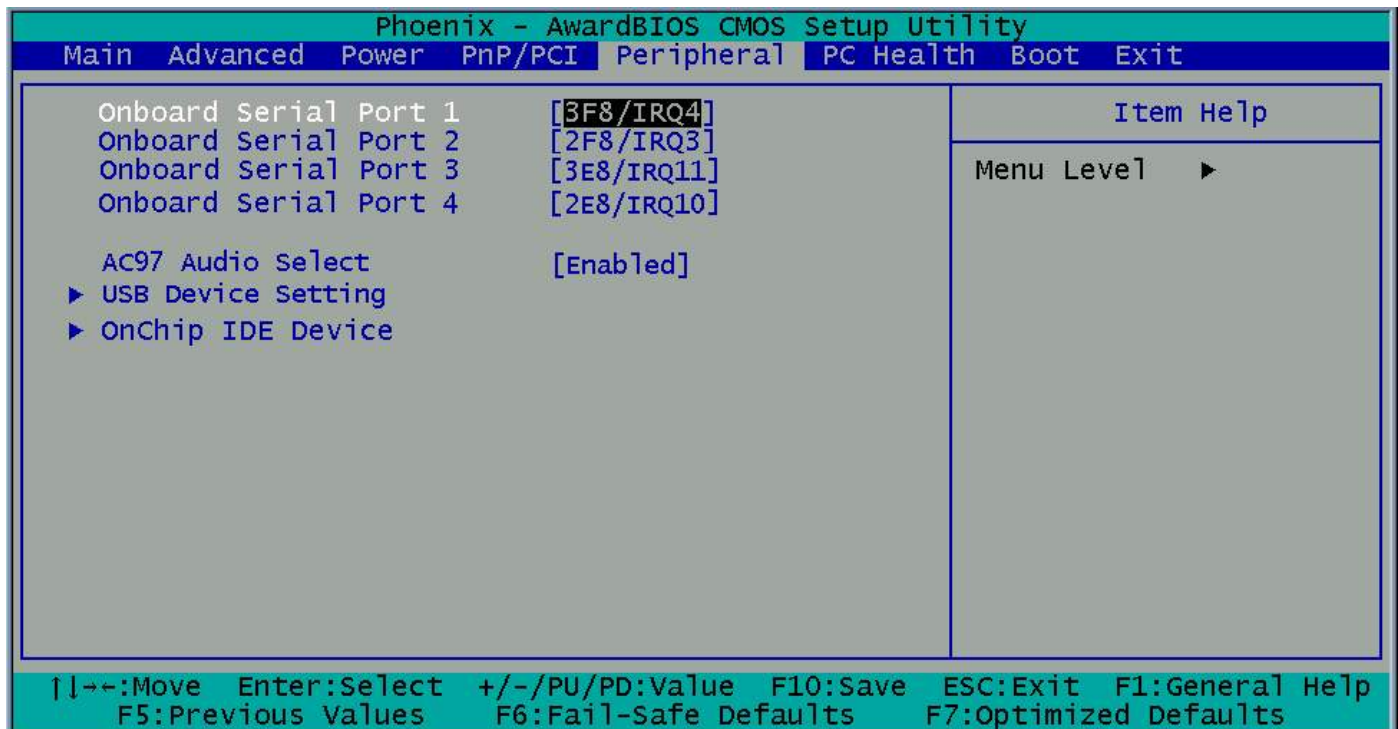 Phoenix - AwardBIOS CMOS Setup Utility
Main Advanced Power PnP/PCI Peripheral PC Health Boot Exit
Onboard Serial Port 1 [3F8/IRQ4]
Onboard Serial Port 2 [2F8/IRQ3]
Onboard Serial Port 3 [3E8/IRQ11]
Onboard Serial Port 4 [2E8/IRQ10]
AC97 Audio Select [Enabled]
▶ USB Device Setting
▶ OnChip IDE Device
Item Help
Menu Level ▶
↑↓→←:Move Enter:Select +/-/PU/PD:Value F10:Save ESC:Exit F1:General Help
F5:Previous Values F6:Fail-Safe Defaults F7:Optimized Defaults